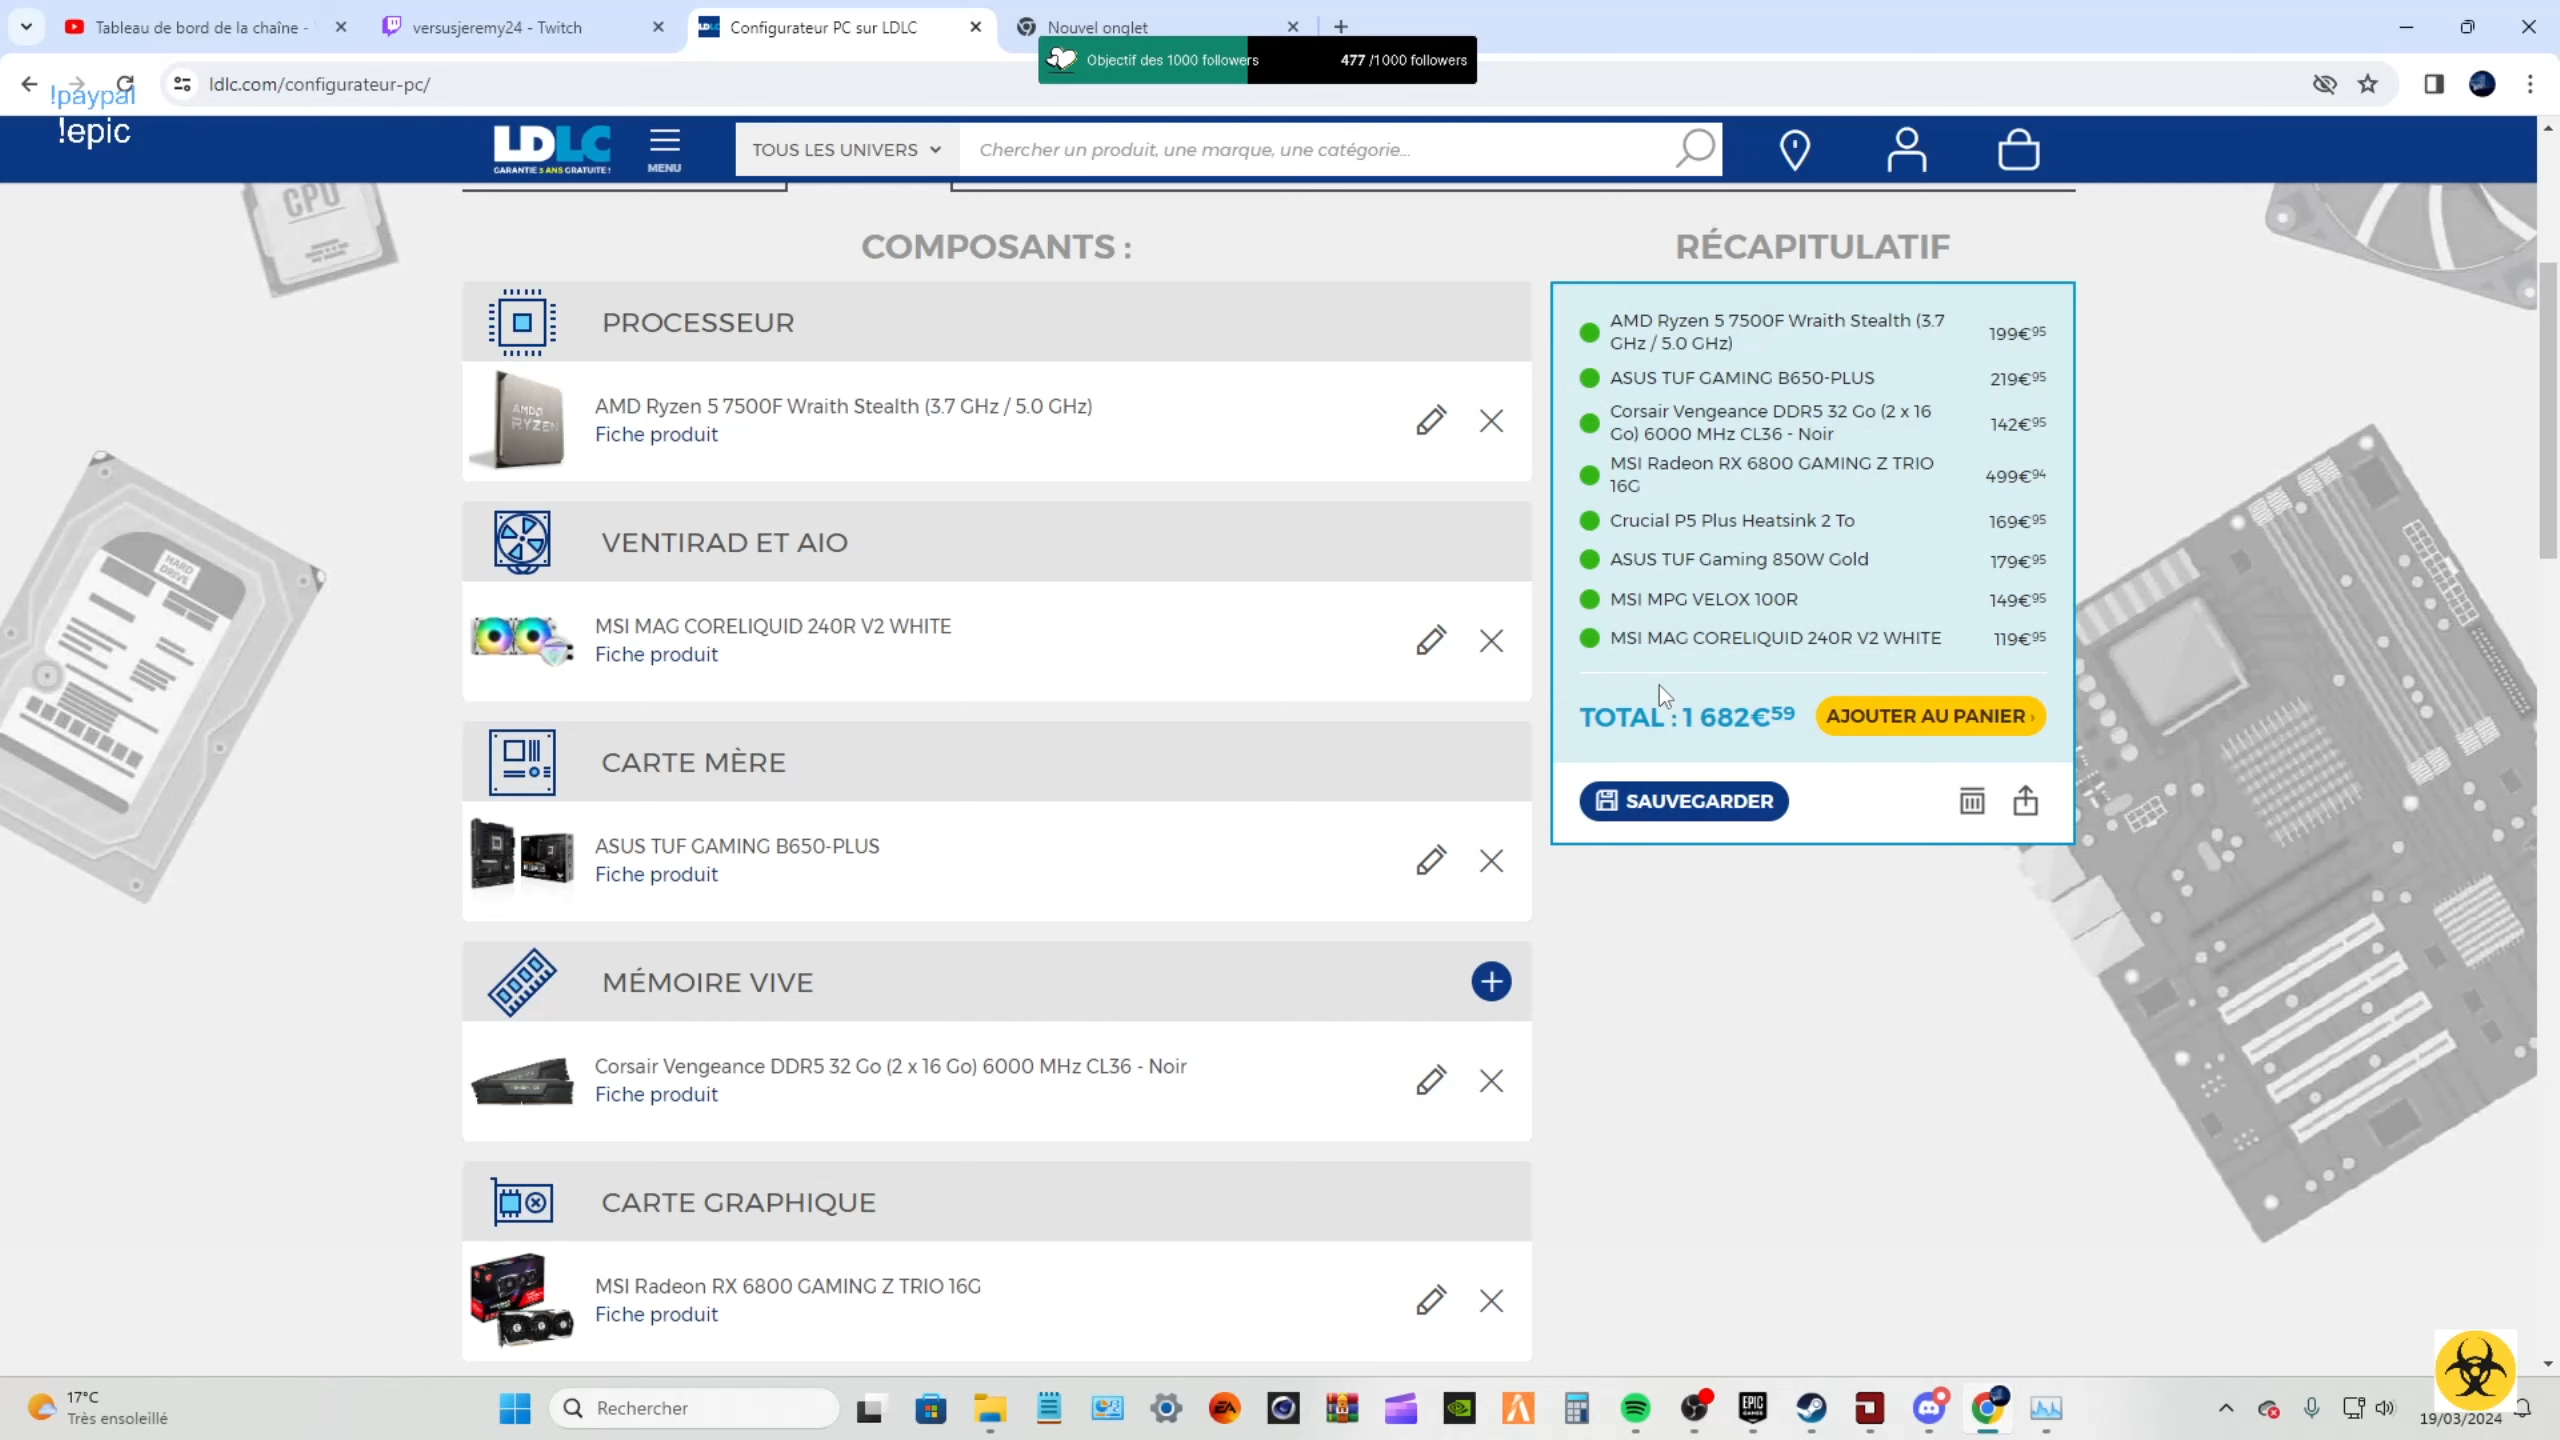 Tableau de bord de la chaîne -
versusjeremy24 - Twitch
Configurateur PC sur LDLC
Nouvel onglet
Objectif des 1000 followers
477 /1000 followers
ldlc.com/configurateur-pc/
!paypal
!epic
LDLC
GARANTIE 3 ANS GRATUITE !
MENU
TOUS LES UNIVERS
Chercher un produit, une marque, une catégorie...
CPU
HARD
DRIVE
COMPOSANTS :
PROCESSEUR
AMD
RYZEN
AMD Ryzen 5 7500F Wraith Stealth (3.7 GHz / 5.0 GHz)
Fiche produit
VENTIRAD ET AIO
MSI MAG CORELIQUID 240R V2 WHITE
Fiche produit
CARTE MÈRE
ASUS TUF GAMING B650-PLUS
Fiche produit
MÉMOIRE VIVE
Corsair Vengeance DDR5 32 Go (2 x 16 Go) 6000 MHz CL36 - Noir
Fiche produit
CARTE GRAPHIQUE
MSI Radeon RX 6800 GAMING Z TRIO 16G
Fiche produit
RÉCAPITULATIF
AMD Ryzen 5 7500F Wraith Stealth (3.7
GHz / 5.0 GHz)
199€95
ASUS TUF GAMING B650-PLUS
219€95
Corsair Vengeance DDR5 32 Go (2 x 16
Go) 6000 MHz CL36 - Noir
142€95
MSI Radeon RX 6800 GAMING Z TRIO
16G
499€94
Crucial P5 Plus Heatsink 2 To
169€95
ASUS TUF Gaming 850W Gold
179€95
MSI MPG VELOX 100R
149€95
MSI MAG CORELIQUID 240R V2 WHITE
119€95
TOTAL : 1 682€59
AJOUTER AU PANIER ›
SAUVEGARDER
17°C
Très ensoleillé
Rechercher
EA
EPIC
GAMES
19/03/2024